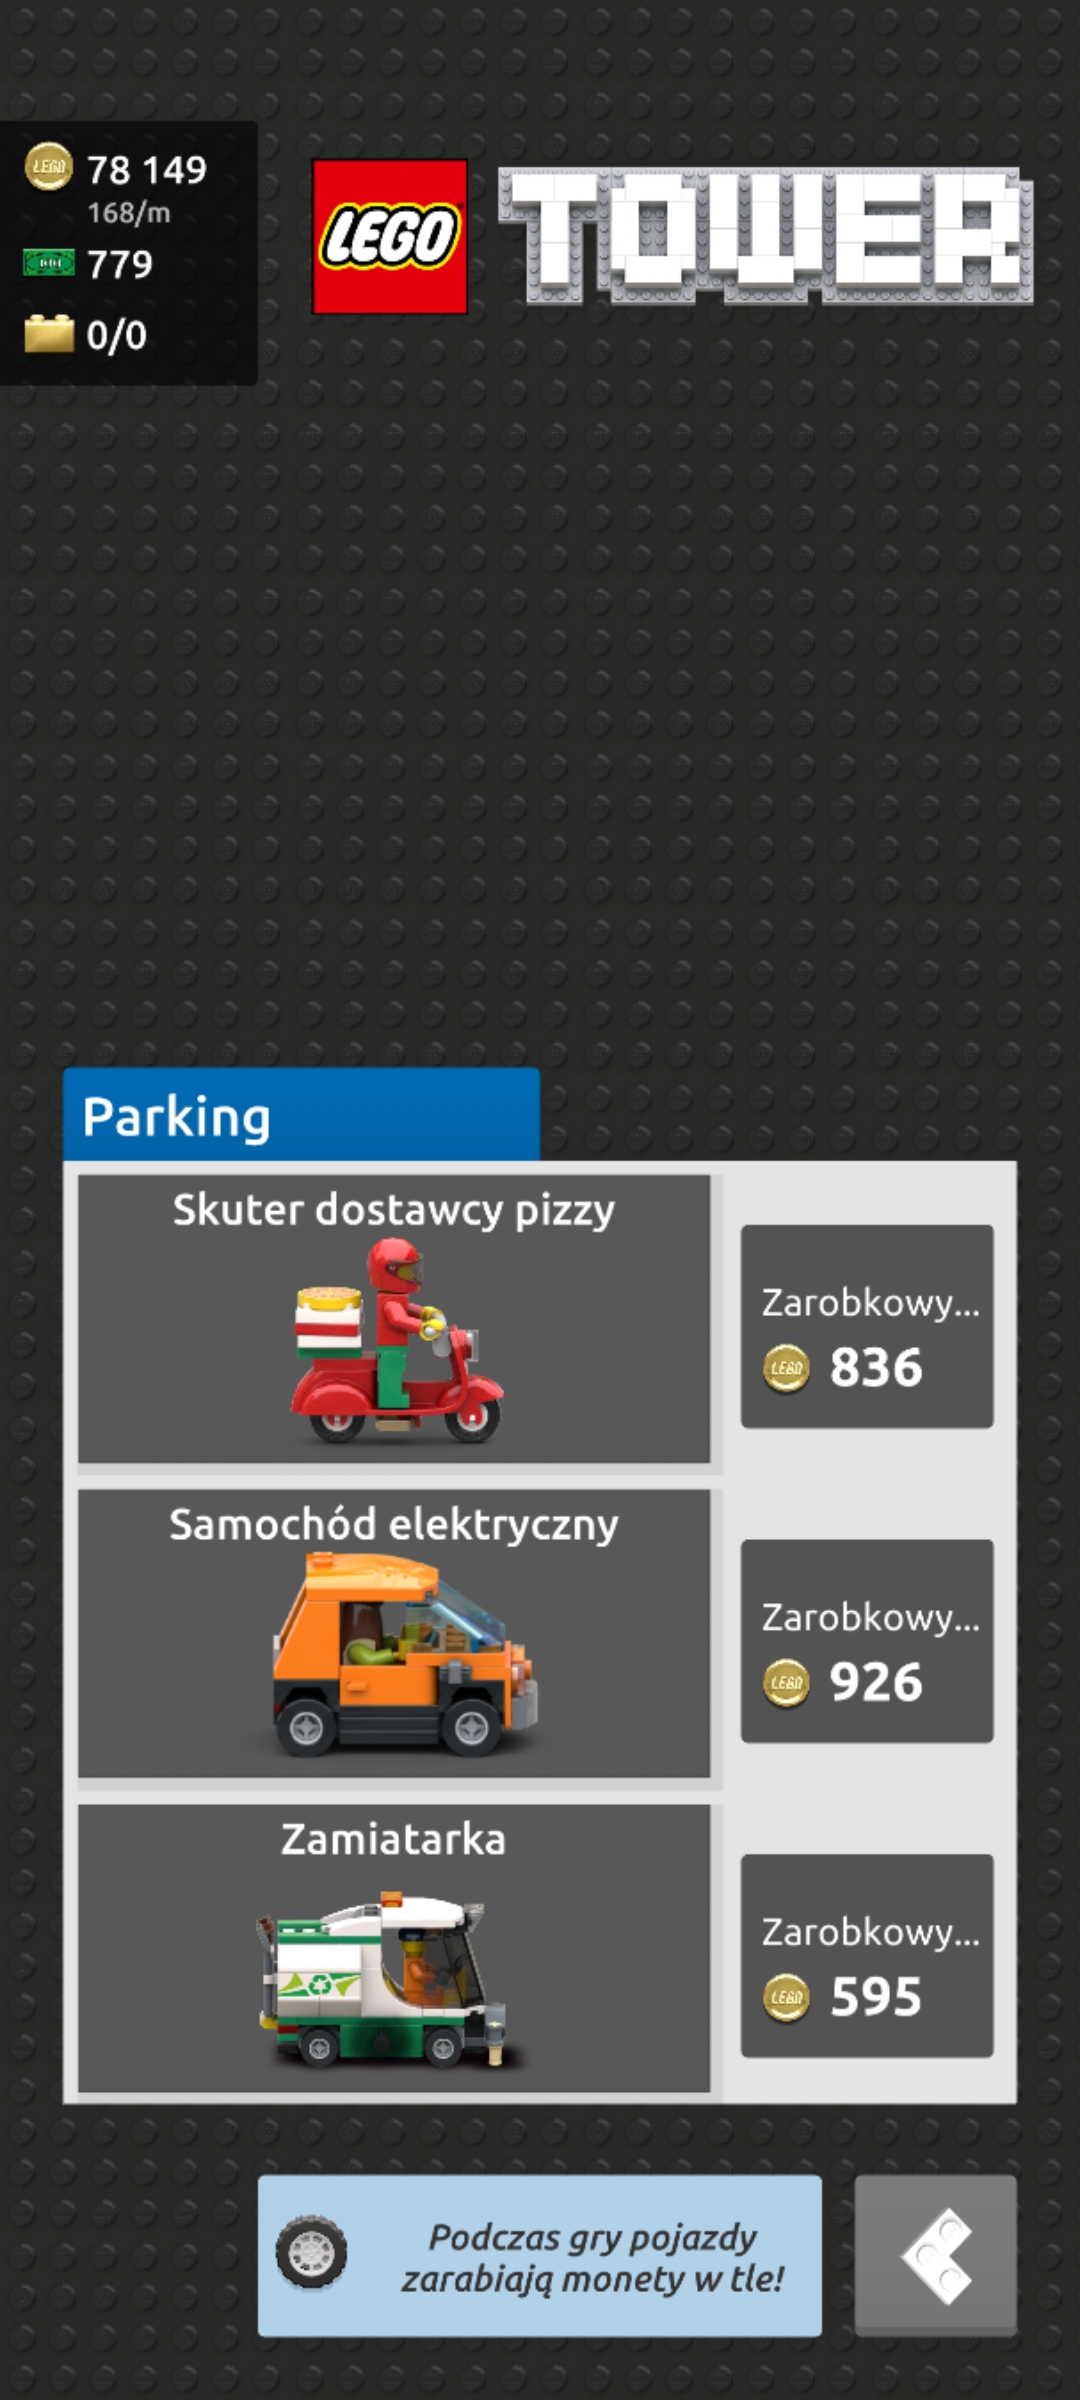 78 149
168/m
779
0/0
LEGO
TOWER
Parking
Skuter dostawcy pizzy
Zarobkowy...
836
Samochód elektryczny
Zarobkowy...
926
Zamiatarka
Zarobkowy...
595
Podczas gry pojazdy
zarabiają monety w tle!